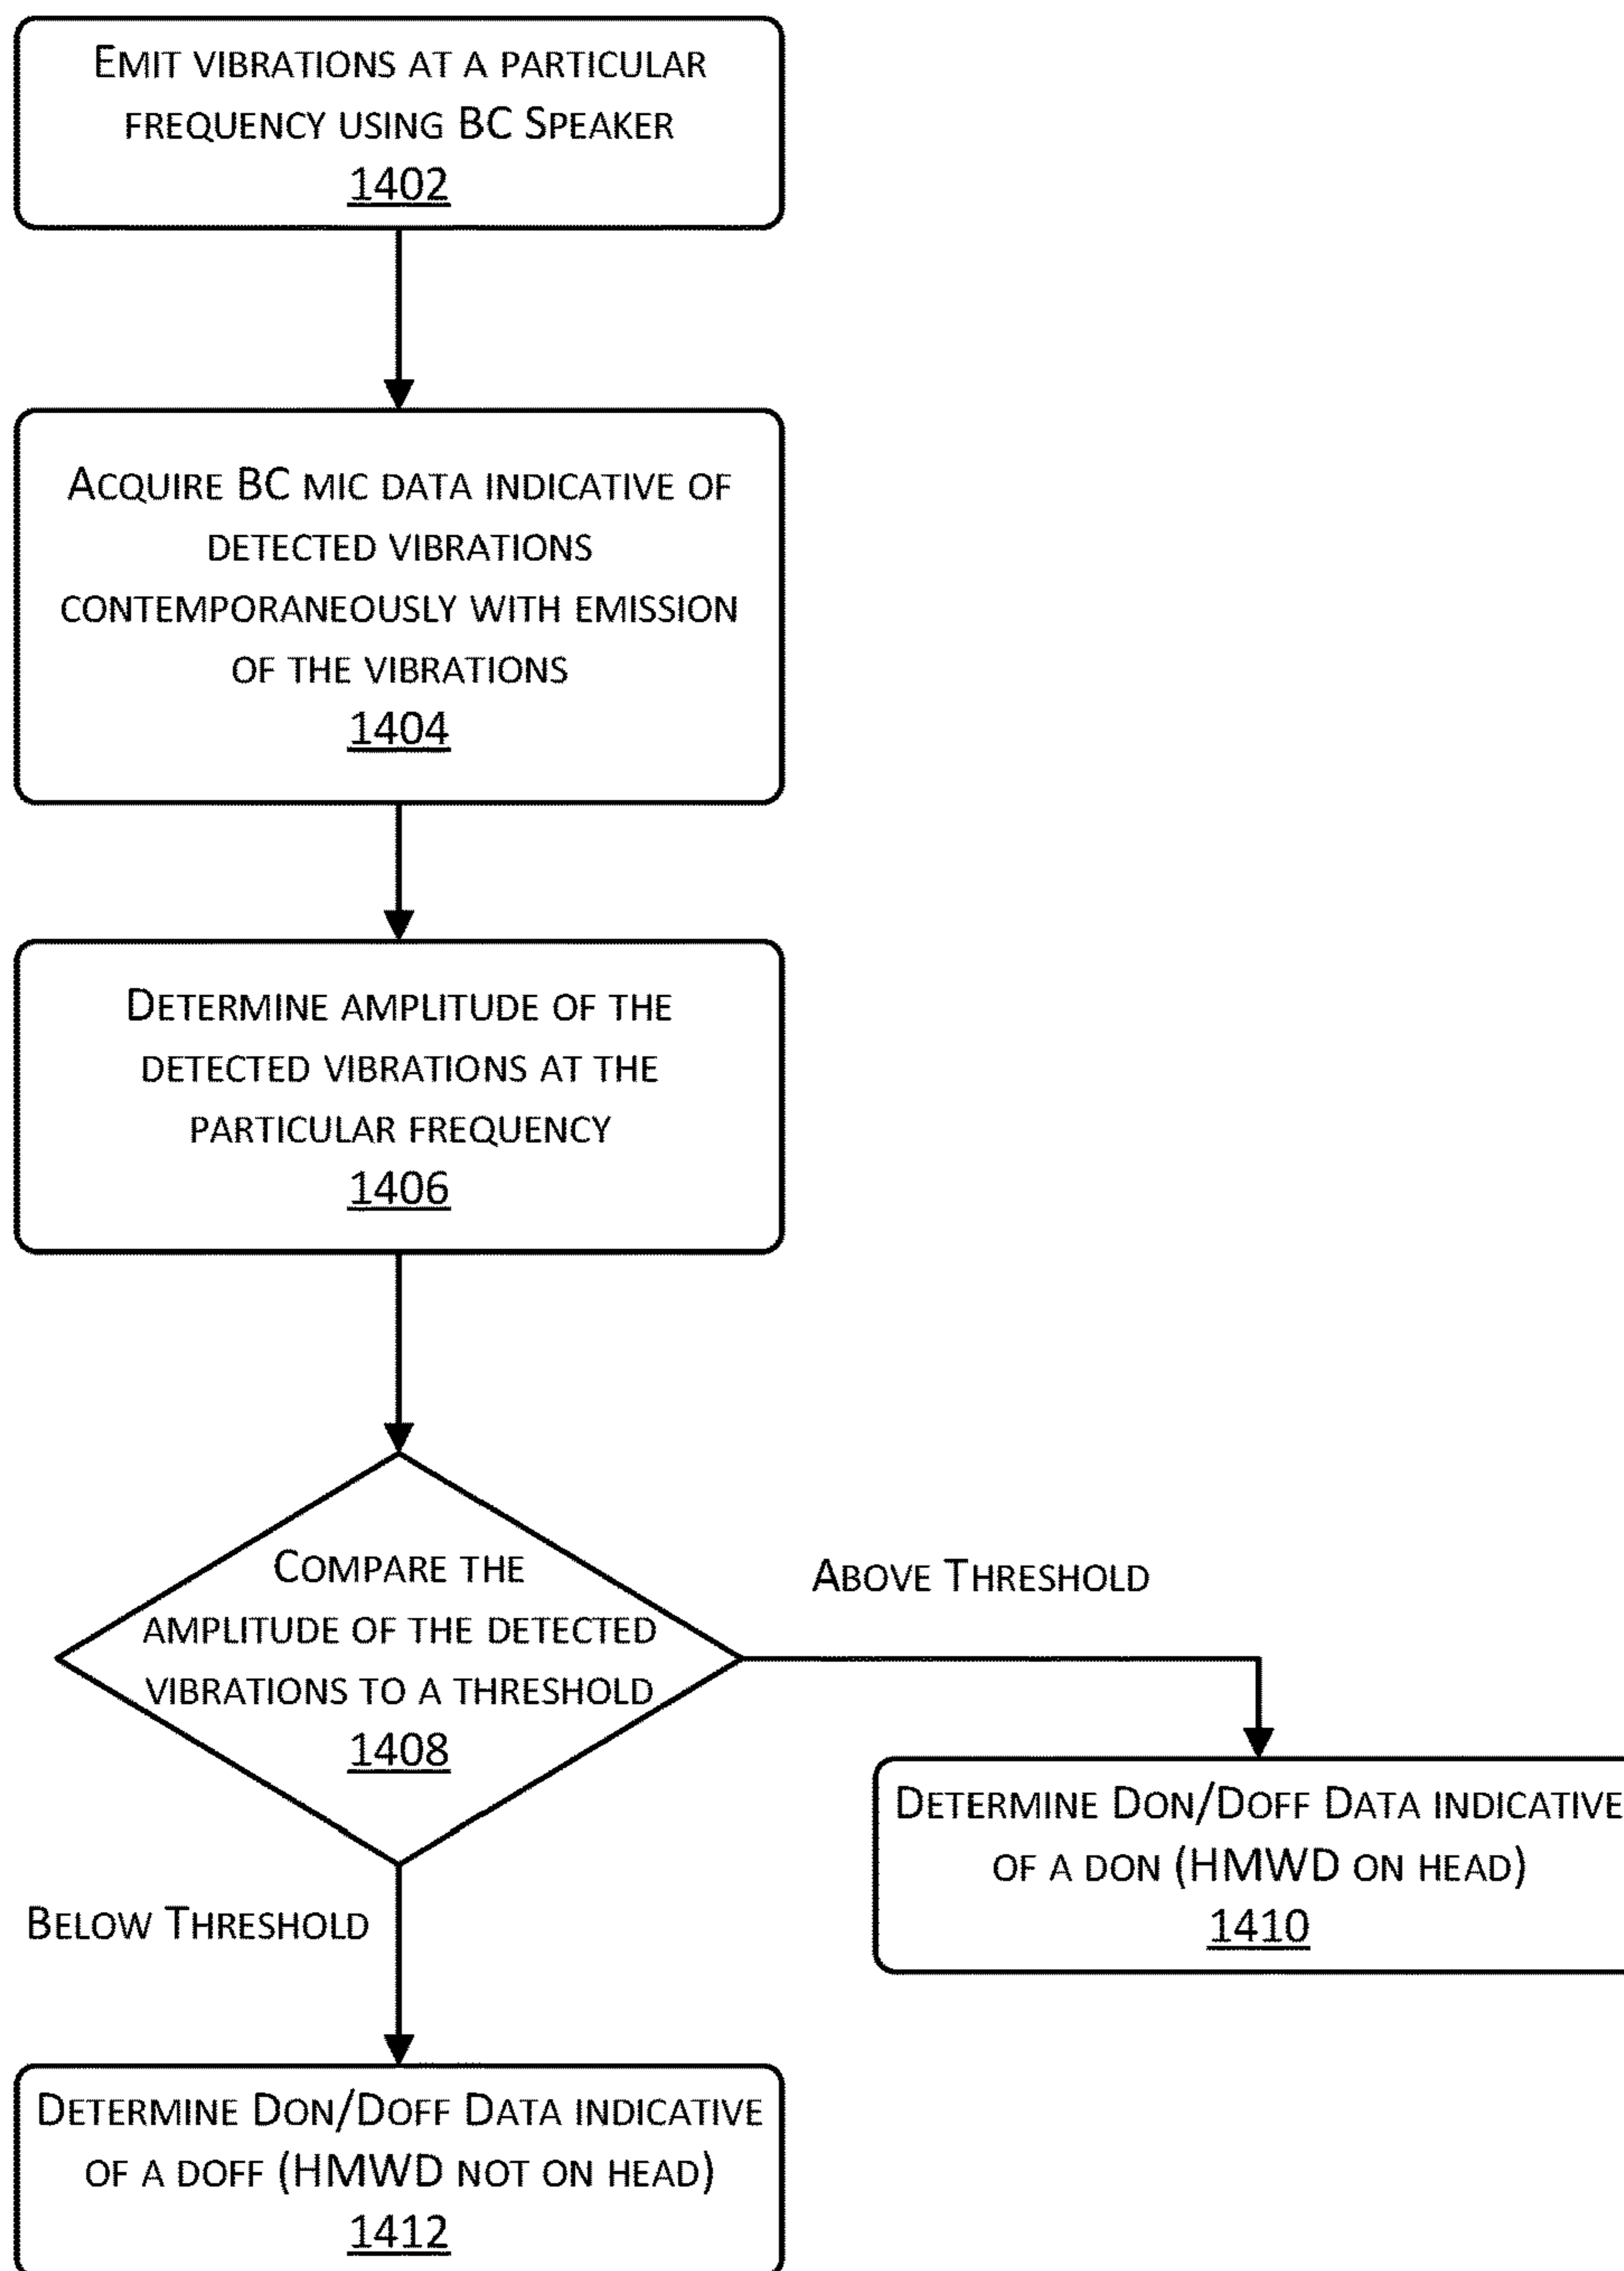 EMIT VIBRATIONS AT A PARTICULAR
FREQUENCY USING BC SPEAKER
1402
ACQUIRE BC MIC DATA INDICATIVE OF
DETECTED VIBRATIONS
CONTEMPORANEOUSLY WITH EMISSION
OF THE VIBRATIONS
1404
DETERMINE AMPLITUDE OF THE
DETECTED VIBRATIONS AT THE
PARTICULAR FREQUENCY
1406
COMPARE THE
AMPLITUDE OF THE DETECTED
VIBRATIONS TO A THRESHOLD
1408
ABOVE THRESHOLD
DETERMINE DON/DOFF DATA INDICATIVE
OF A DON (HMWD ON HEAD)
1410
BELOW THRESHOLD
DETERMINE DON/DOFF DATA INDICATIVE
OF A DOFF (HMWD NOT ON HEAD)
1412